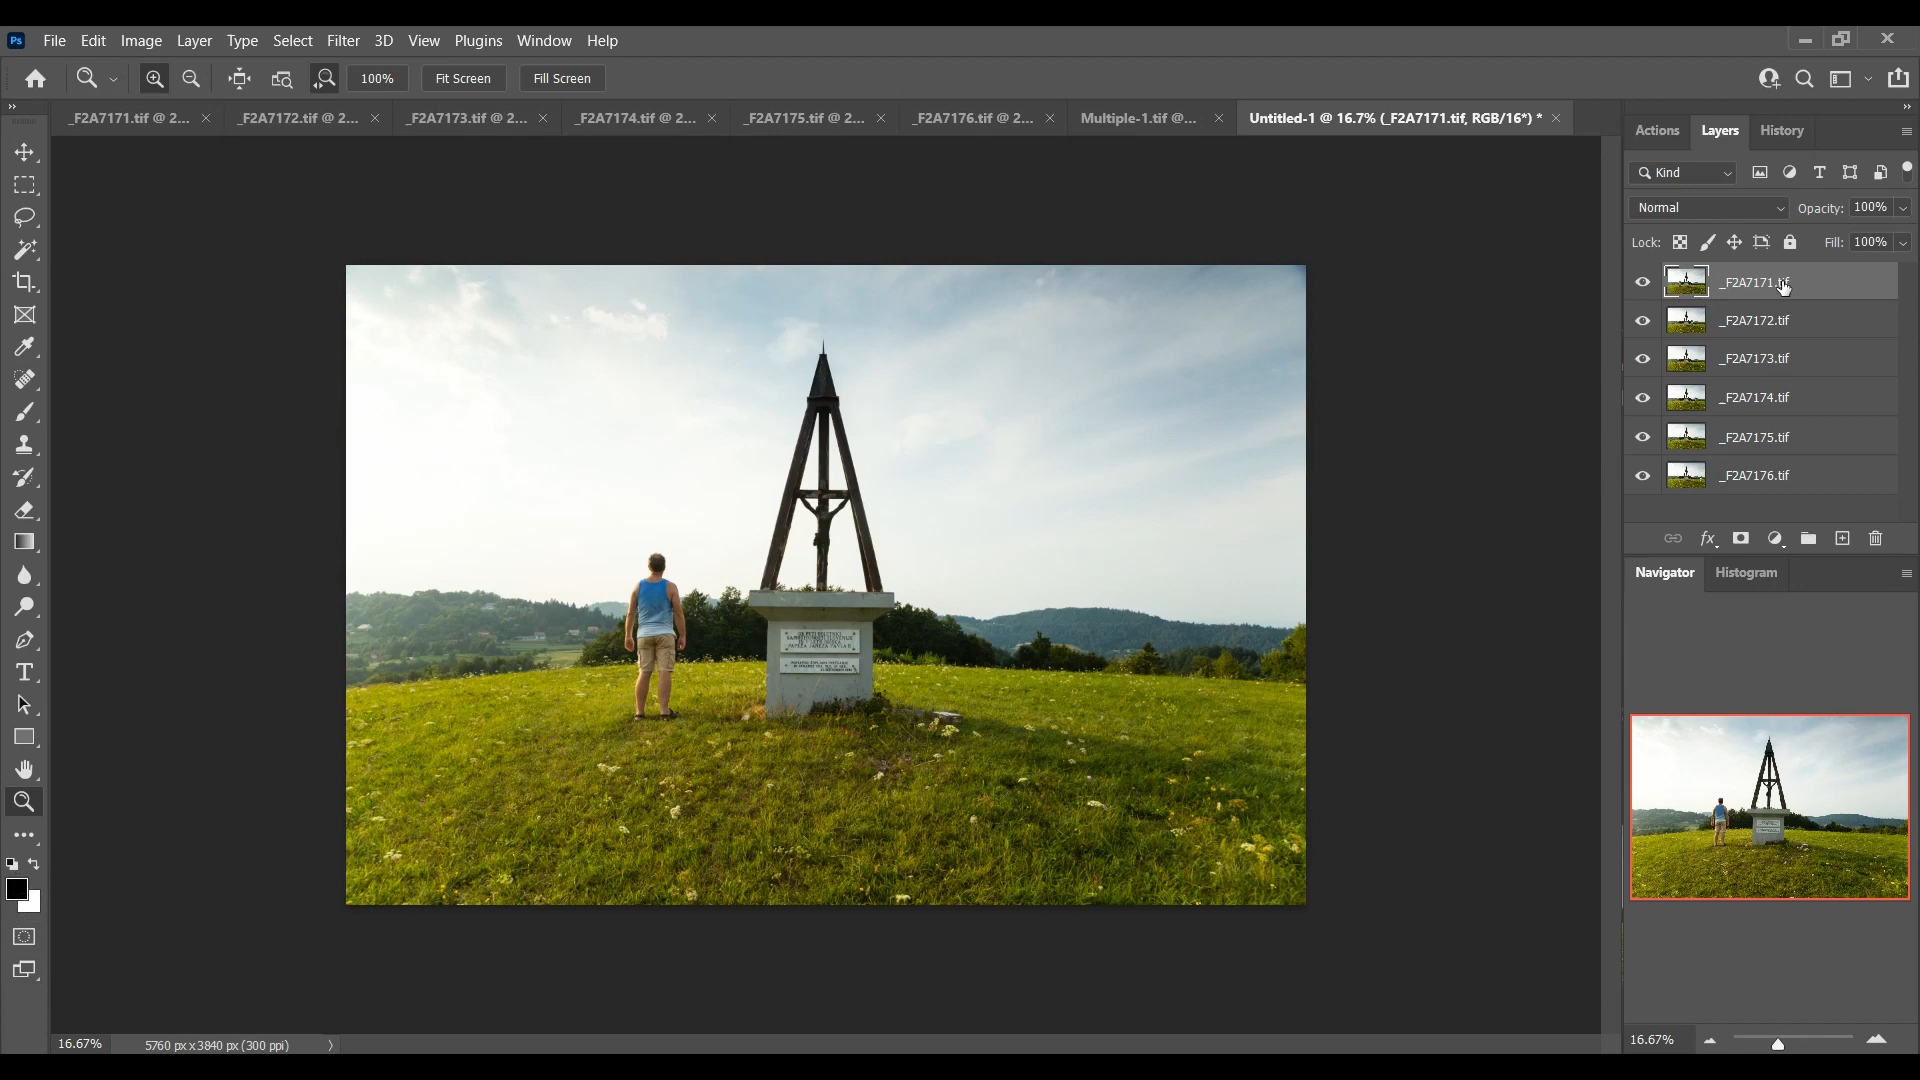 Ps File Edit Image Layer Type Select Filter 3D View Plugins Window Help
100% Fit Screen Fill Screen
_F2A7171.tif @ 2... _F2A7172.tif @ 2... _F2A7173.tif @ 2... _F2A7174.tif @ 2... _F2A7175.tif @ 2... _F2A7176.tif @ 2... Multiple-1.tif @... Untitled-1 @ 16.7% (_F2A7171.tif, RGB/16*) *
Actions Layers History
Kind
Normal Opacity: 100%
Lock: Fill: 100%
_F2A7171.tif
_F2A7172.tif
_F2A7173.tif
_F2A7174.tif
_F2A7175.tif
_F2A7176.tif
fx
Navigator Histogram
16.67% 5760 px x 3840 px (300 ppi)
16.67%